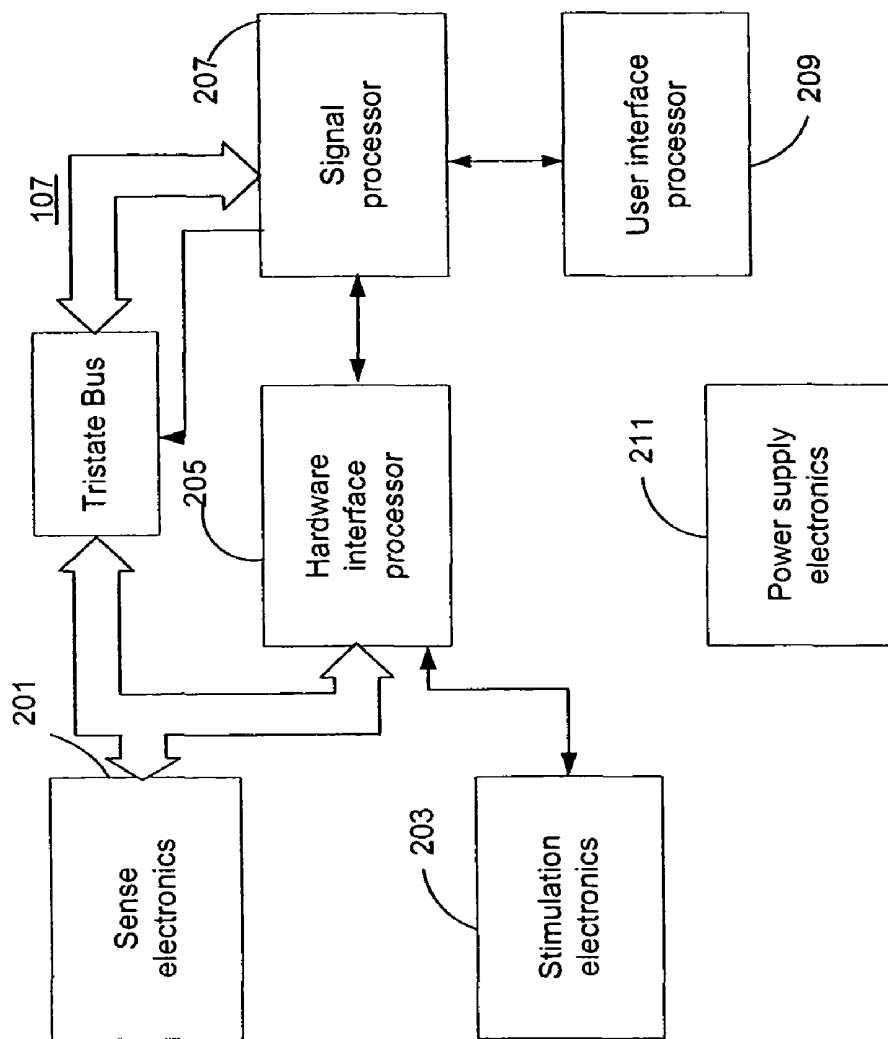 201
Sense
electronics
Tristate Bus
107
205
207
Hardware
interface
processor
Signal
processor
203
Stimulation
electronics
User interface
processor
209
211
Power supply
electronics